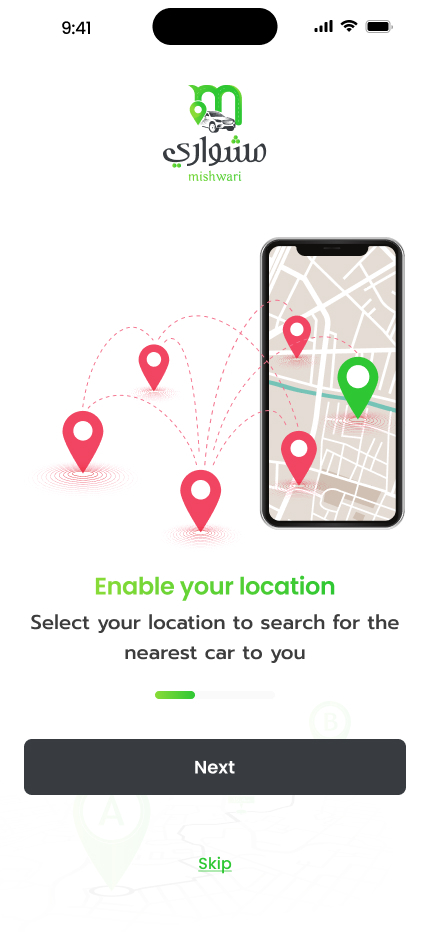 9:41
مشواري
mishwari
Enable your location
Select your location to search for the
nearest car to you
B
Next
A
Skip